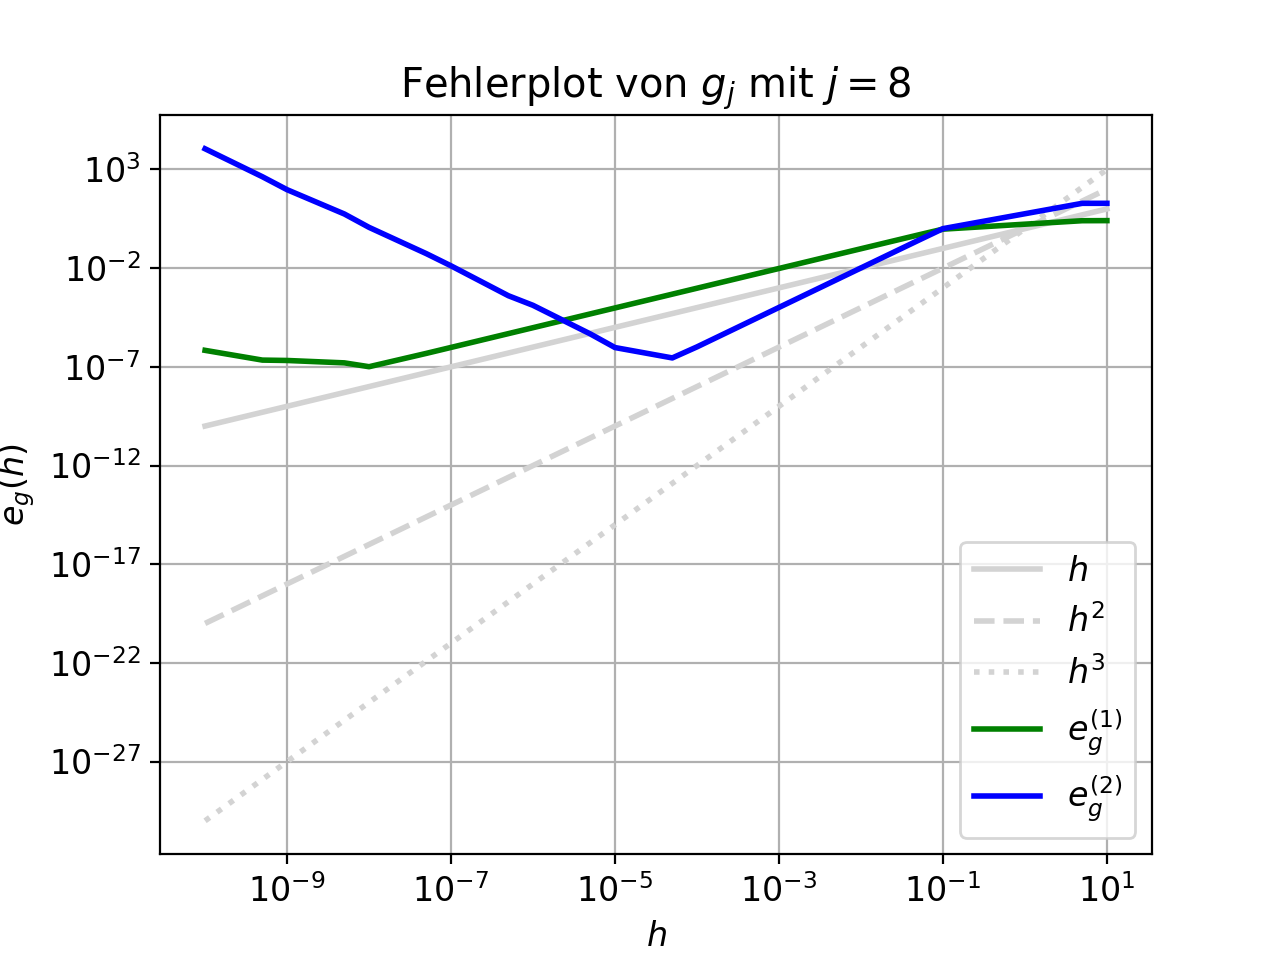 Fehlerplot von $g_j$ mit $j = 8$
$e_g(h)$
$10^{3}$
$10^{-2}$
$10^{-7}$
$10^{-12}$
$10^{-17}$
$10^{-22}$
$10^{-27}$
$h$
$h^2$
$h^3$
$e_g^{(1)}$
$e_g^{(2)}$
$10^{-9}$ $10^{-7}$ $10^{-5}$ $10^{-3}$ $10^{-1}$ $10^{1}$
$h$